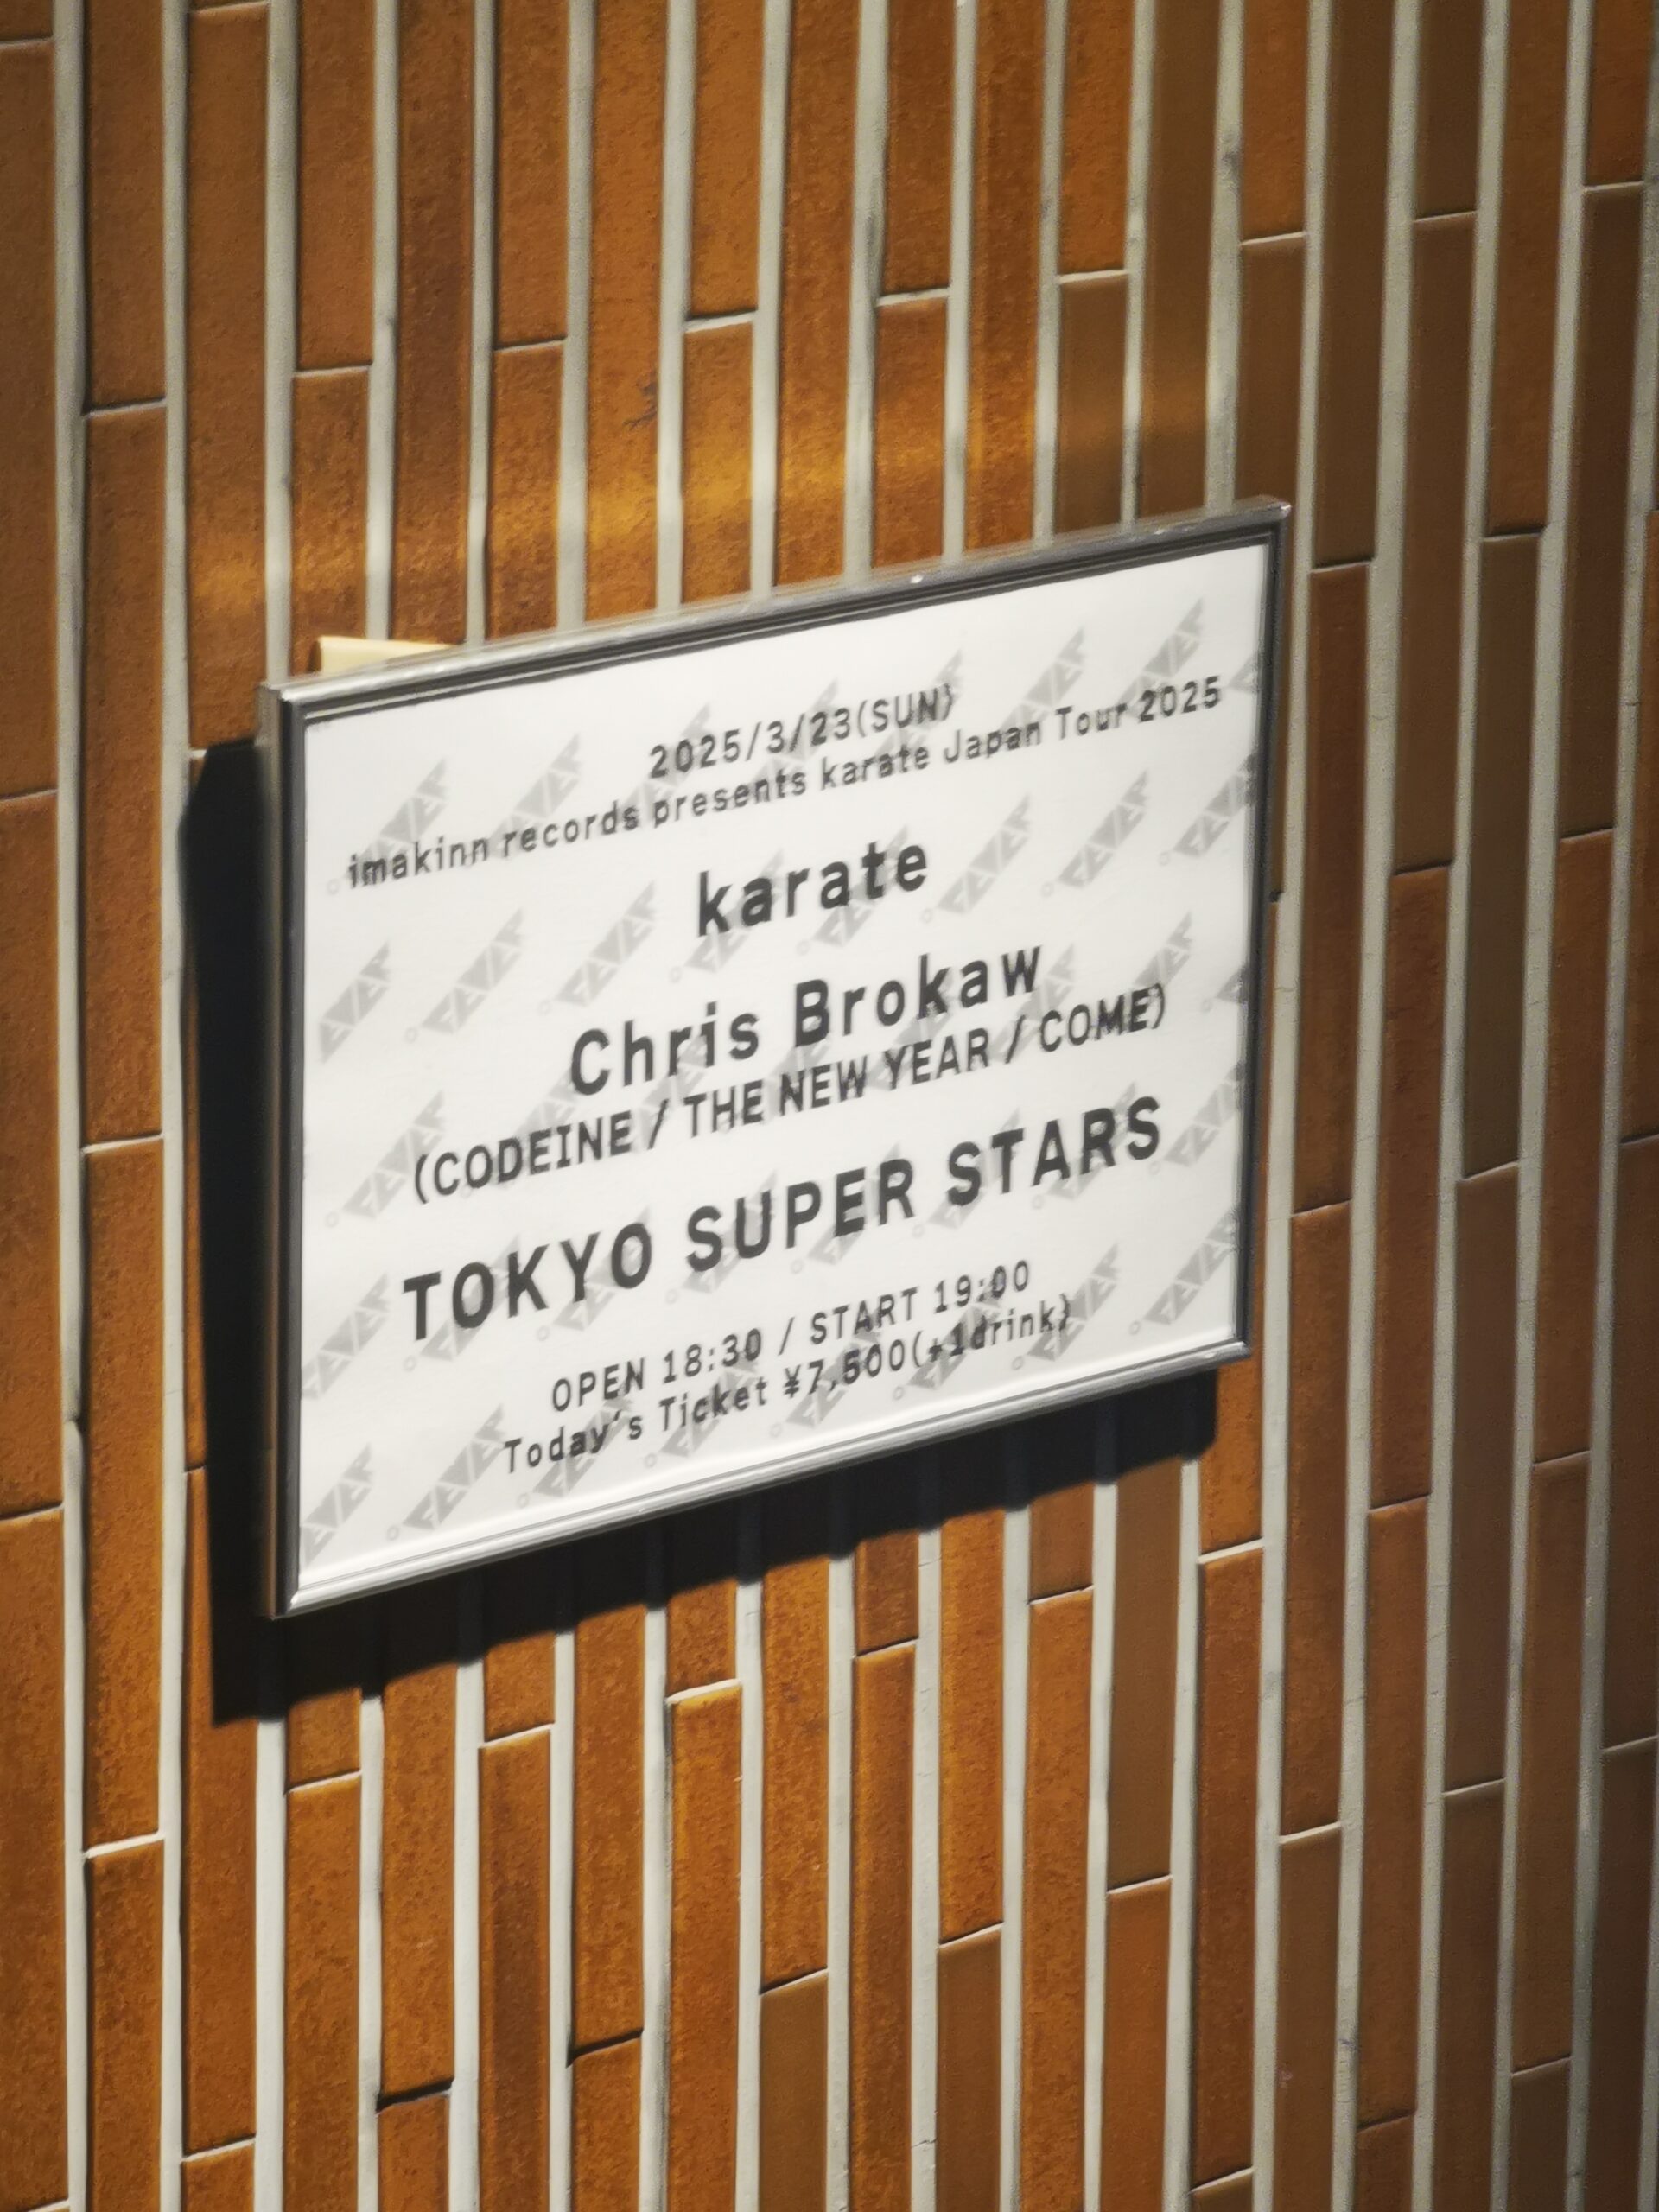 2025/3/23(SUN)
imakinn records presents karate Japan Tour 2025
karate
Chris Brokaw
(CODEINE / THE NEW YEAR / COME)
TOKYO SUPER STARS
OPEN 18:30 / START 19:00
Today's Ticket ¥7,500(+1drink)